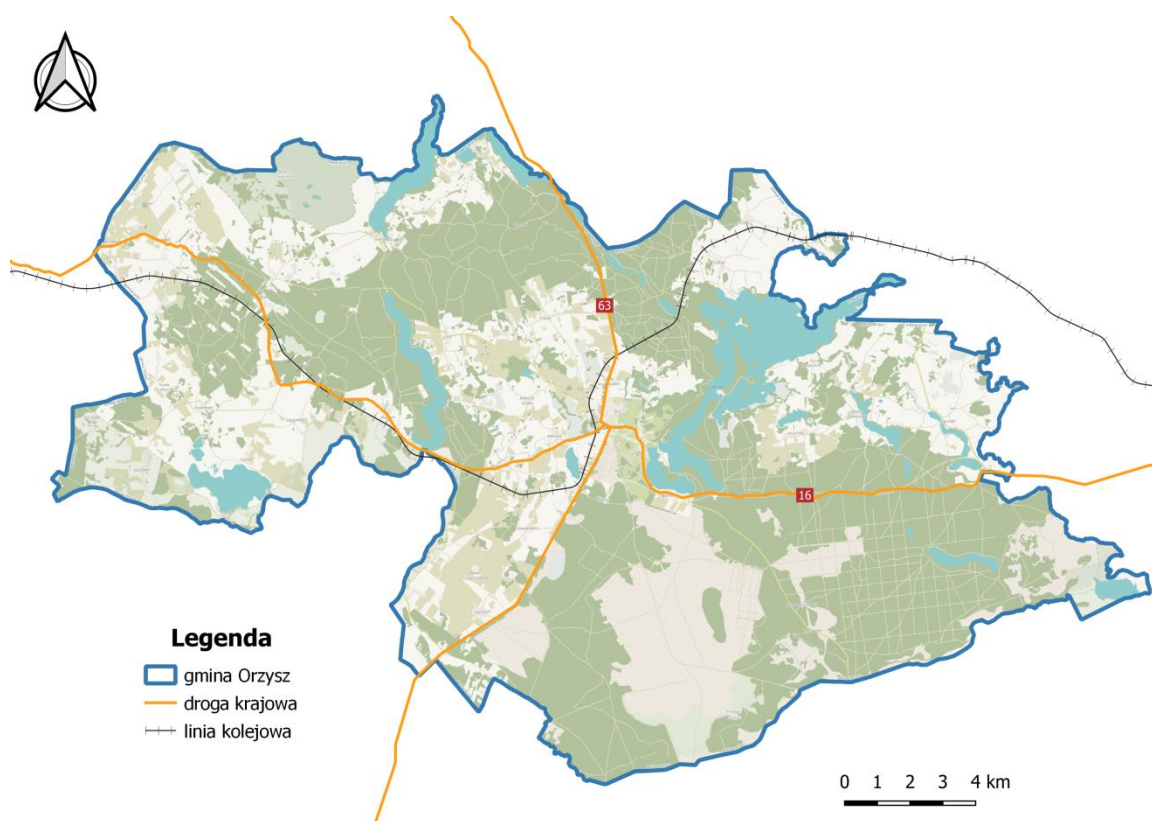 63
16
Legenda
gmina Orzysz
droga krajowa
linia kolejowa
0 1 2 3 4 km